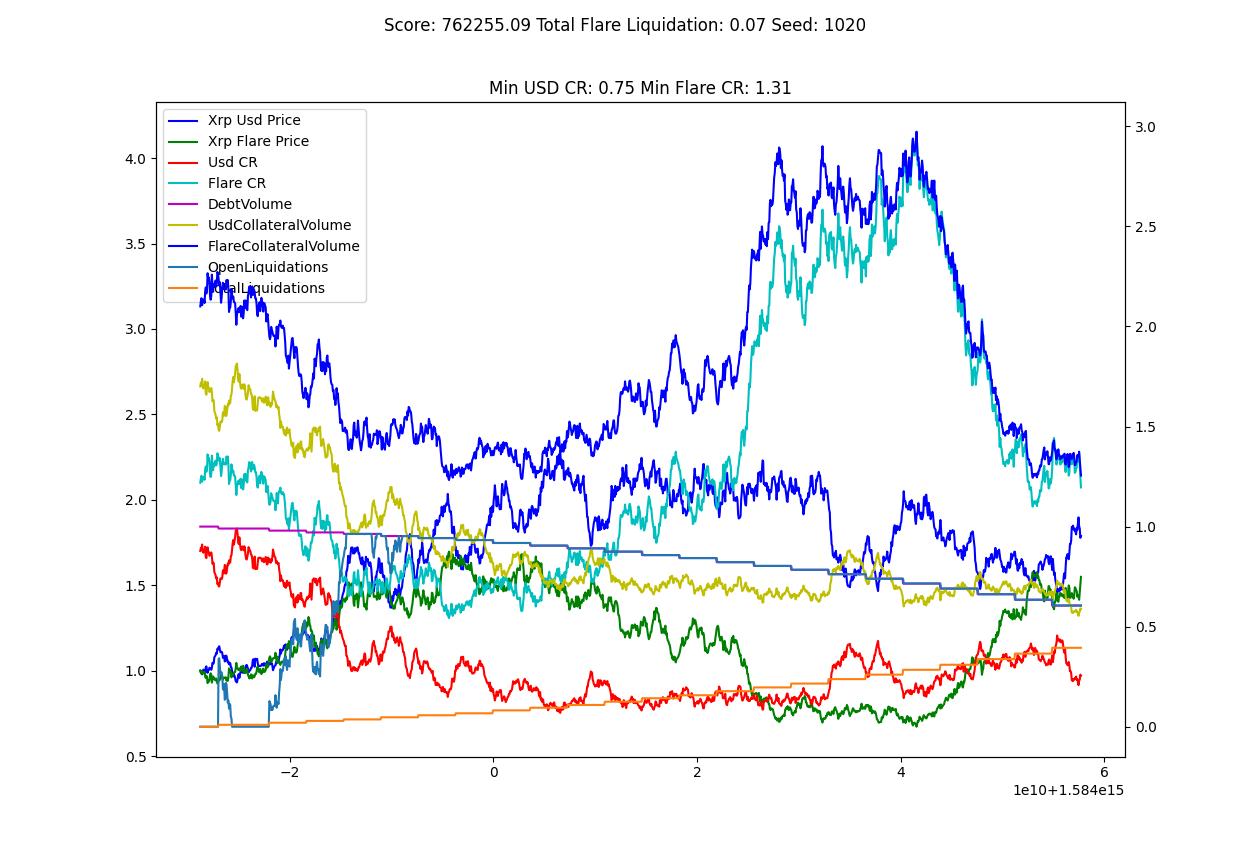 Score: 762255.09 Total Flare Liquidation: 0.07 Seed: 1020
Min USD CR: 0.75 Min Flare CR: 1.31
Xrp Usd Price
Xrp Flare Price
Usd CR
Flare CR
DebtVolume
UsdCollateralVolume
FlareCollateralVolume
OpenLiquidations
TotalLiquidations
4.0
3.5
3.0
2.5
2.0
1.5
1.0
0.5
3.0
2.5
2.0
1.5
1.0
0.5
0.0
−2
0
2
4
6
1e10+1.584e15